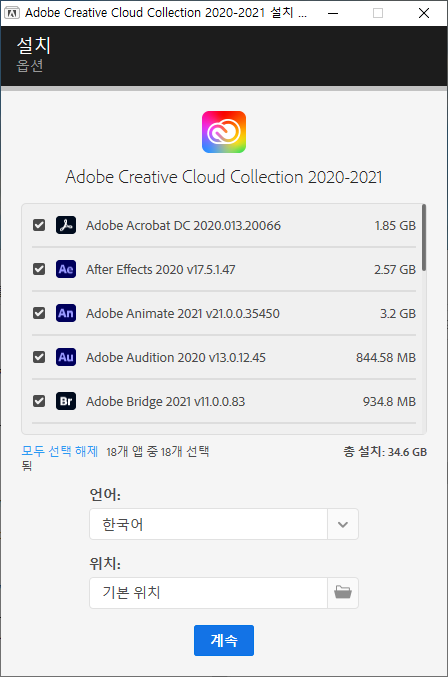 Adobe Creative Cloud Collection 2020-2021 설치 ...
설치
옵션
Adobe Creative Cloud Collection 2020-2021
Adobe Acrobat DC 2020.013.20066 1.85 GB
Ae After Effects 2020 v17.5.1.47 2.57 GB
An Adobe Animate 2021 v21.0.0.35450 3.2 GB
Au Adobe Audition 2020 v13.0.12.45 844.58 MB
Br Adobe Bridge 2021 v11.0.0.83 934.8 MB
모두 선택 해제 18개 앱 중 18개 선택 총 설치: 34.6 GB
됨
언어:
한국어
위치:
기본 위치
계속